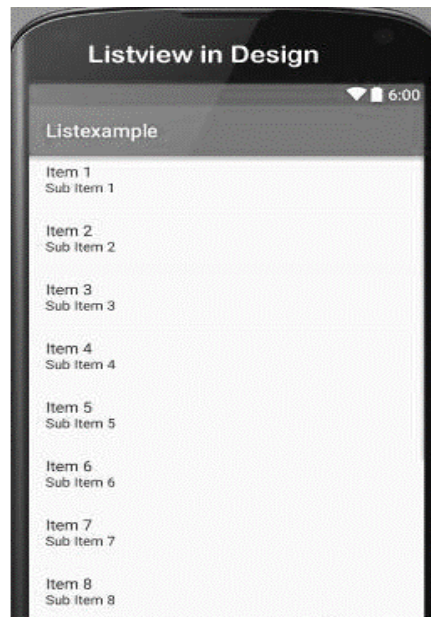 Listview in Design
6:00
Listexample
Item 1
Sub Item 1
Item 2
Sub Item 2
Item 3
Sub Item 3
Item 4
Sub Item 4
Item 5
Sub Item 5
Item 6
Sub Item 6
Item 7
Sub Item 7
Item 8
Sub Item 8